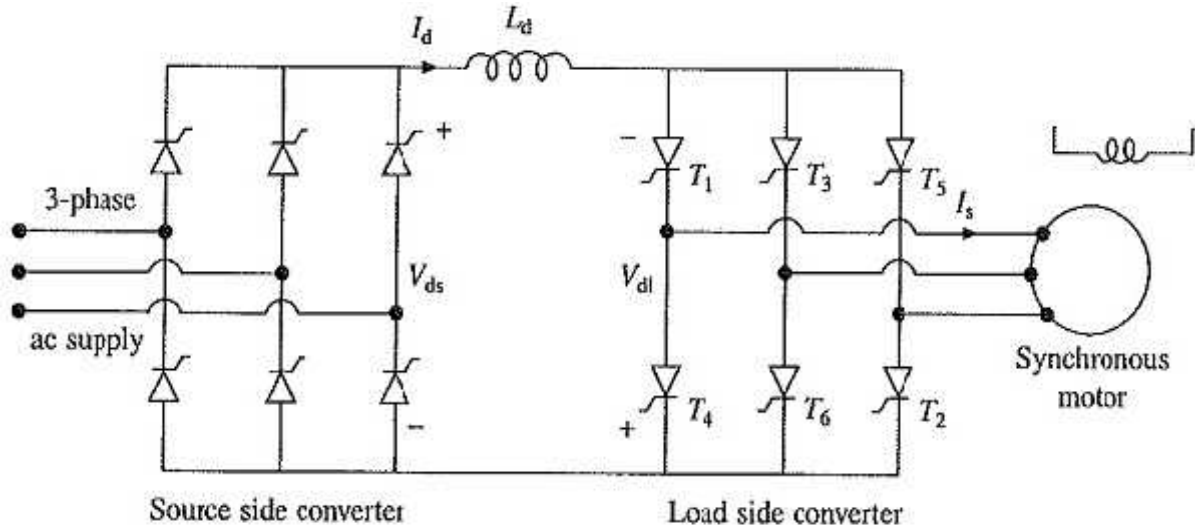 I_d
L_d
+
−
T_1
T_3
T_5
3-phase
I_s
V_ds
V_dl
ac supply
Synchronous
motor
T_4
T_6
T_2
−
+
Source side converter
Load side converter